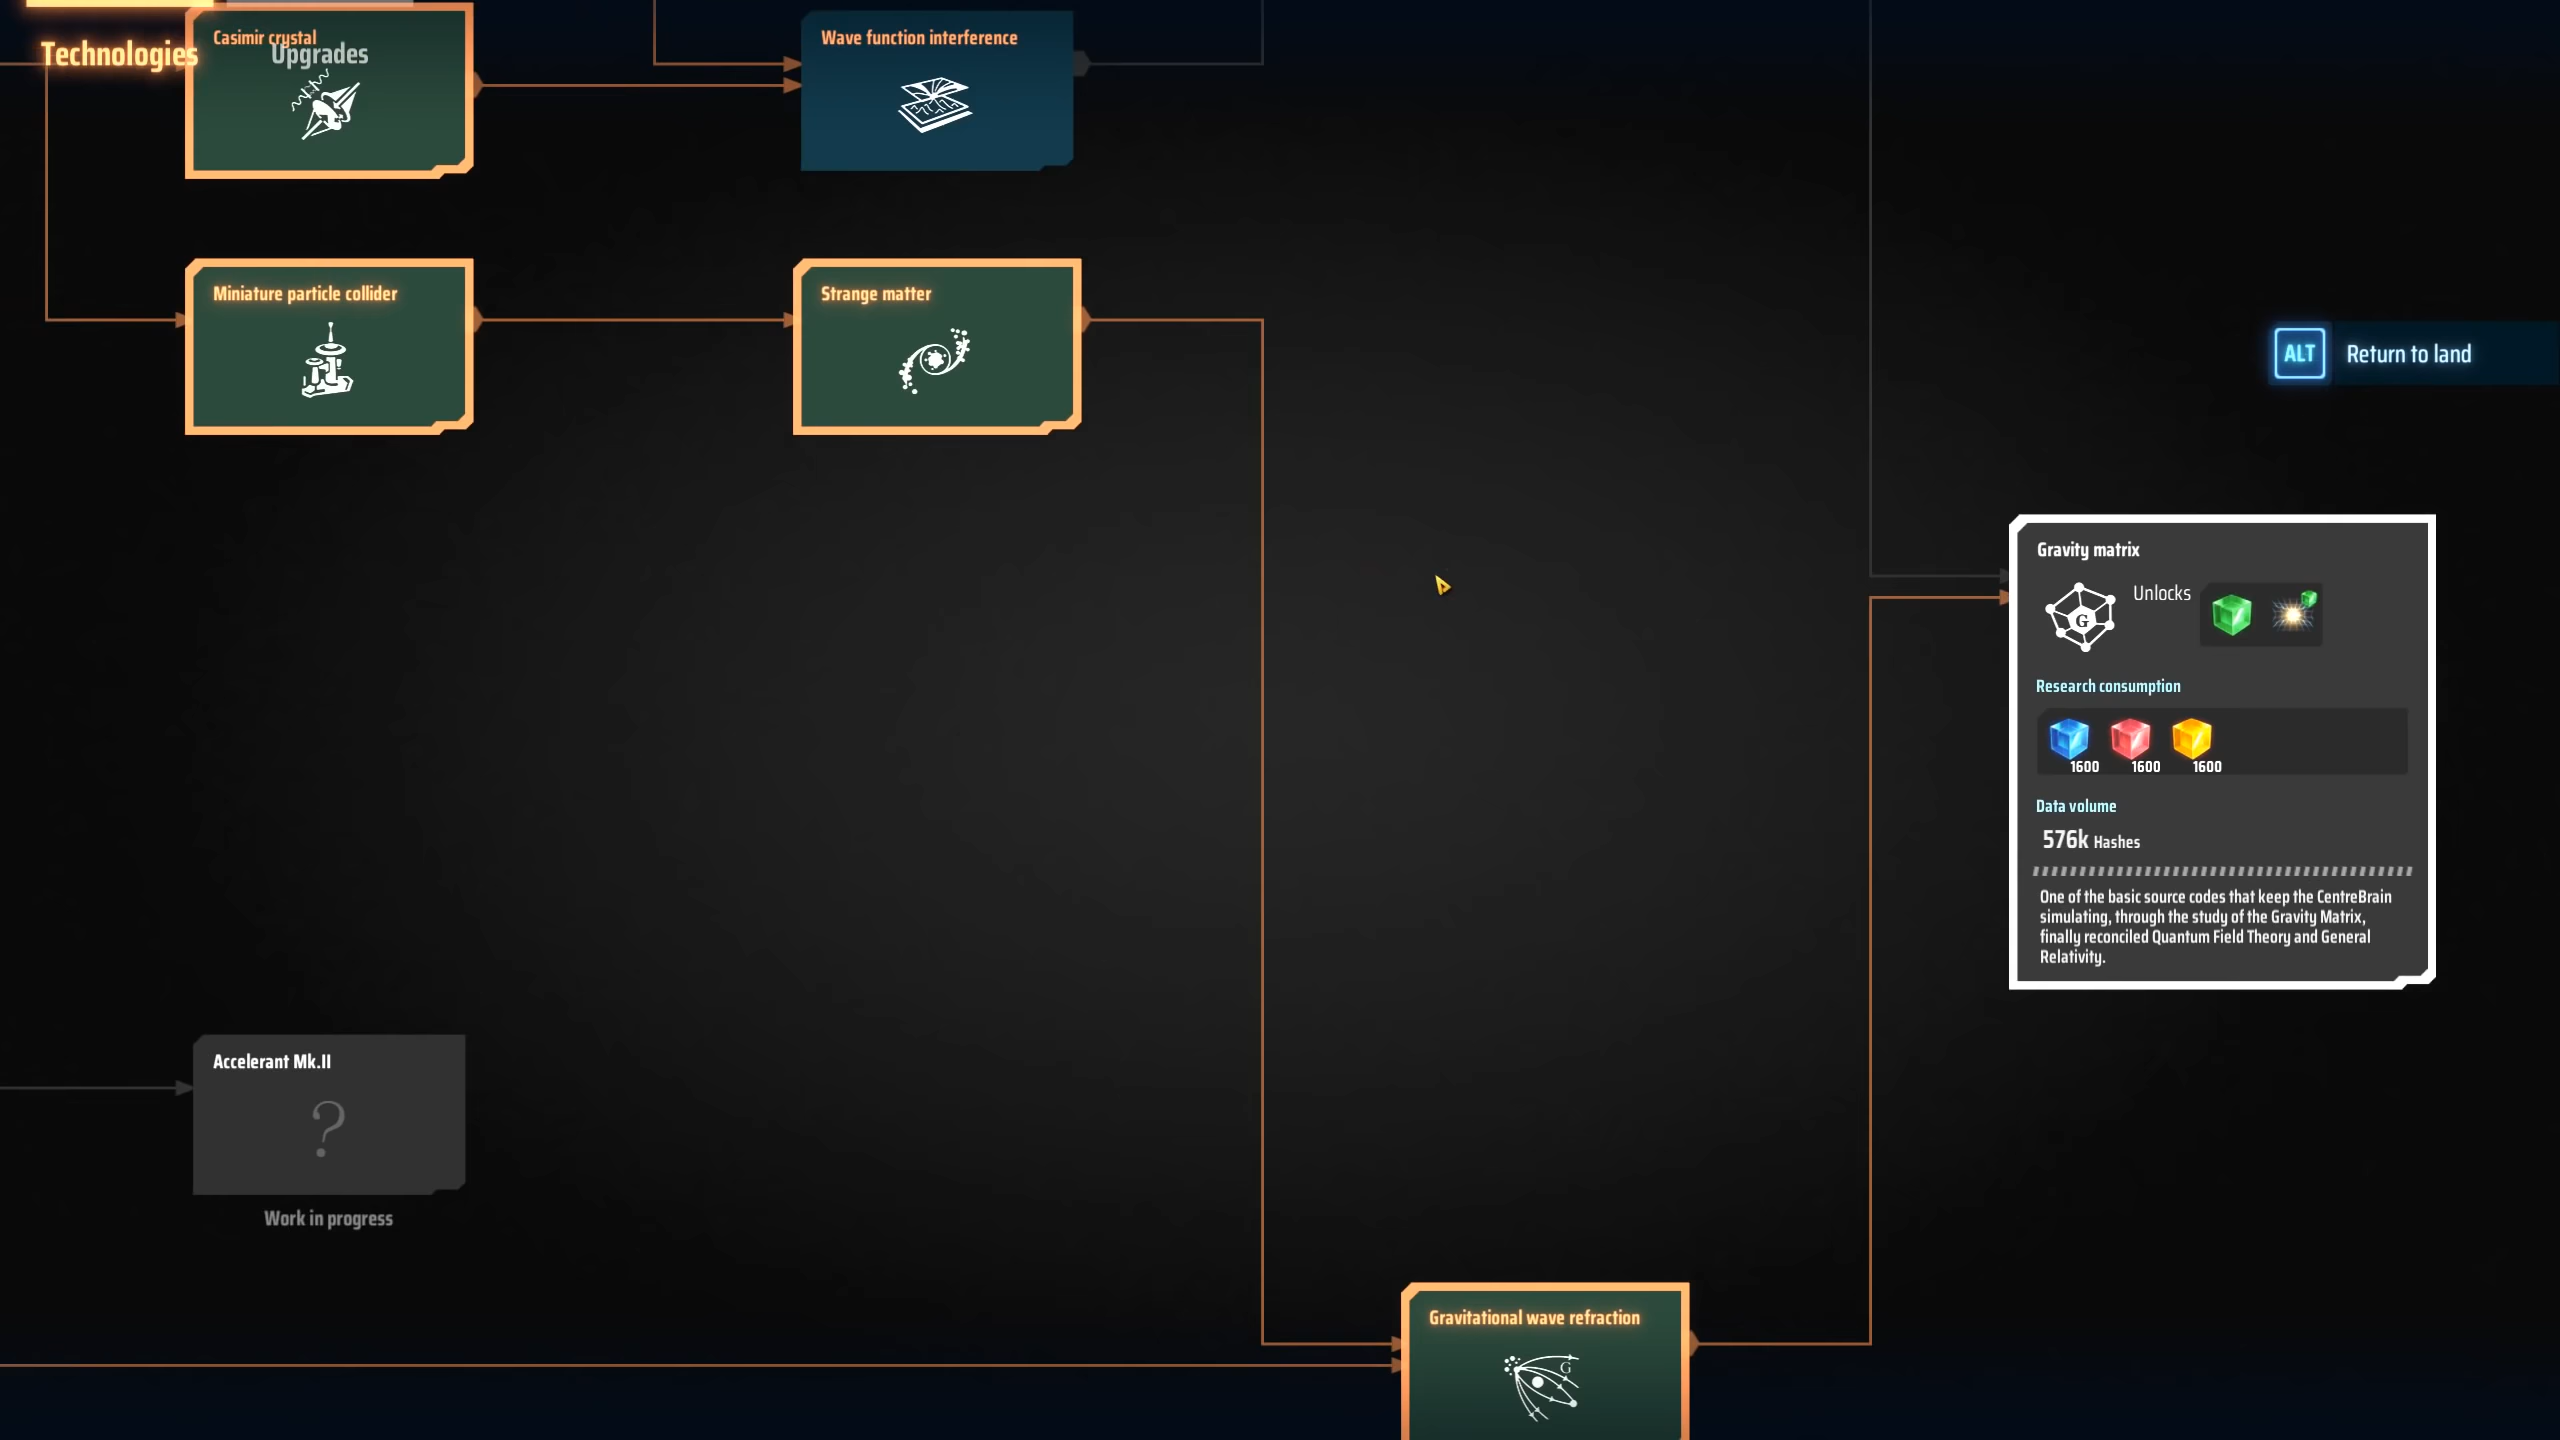 Technologies
Upgrades
Casimir crystal
Wave function interference
Miniature particle collider
Strange matter
ALT
Return to land
Gravity matrix
G
Unlocks
Research consumption
1600
1600
1600
Data volume
576k Hashes
One of the basic source codes that keep the CentreBrain
simulating, through the study of the Gravity Matrix,
finally reconciled Quantum Field Theory and General
Relativity.
Accelerant Mk.II
?
Work in progress
Gravitational wave refraction
G